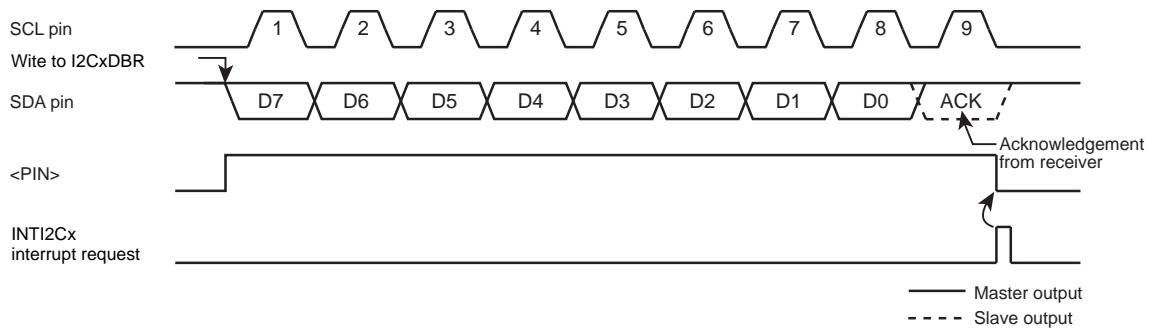 SCL pin 1 2 3 4 5 6 7 8 9
Wite to I2CxDBR
SDA pin D7 D6 D5 D4 D3 D2 D1 D0 ACK
Acknowledgement
from receiver
<PIN>
INTI2Cx
interrupt request
Master output
Slave output